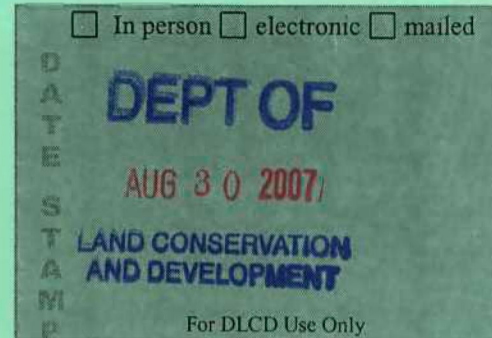 ☐ In person ☐ electronic ☐ mailed
DATE STAMP
DEPT OF
AUG 30 2007
LAND CONSERVATION
AND DEVELOPMENT
For DLCD Use Only